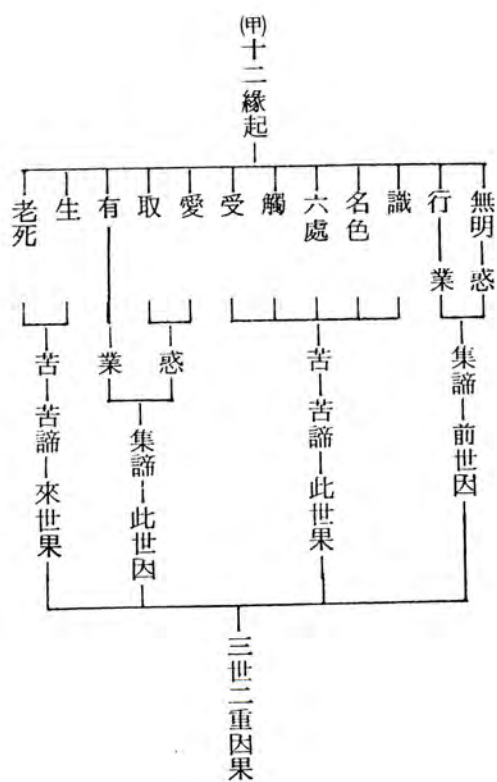 (甲)十二緣起
無明
惑
行
業
識
名色
六處
觸
受
愛
取
有
生
老死
集諦
前世因
苦
苦諦
此世果
惑
業
集諦
此世因
苦
苦諦
來世果
三世二重因果